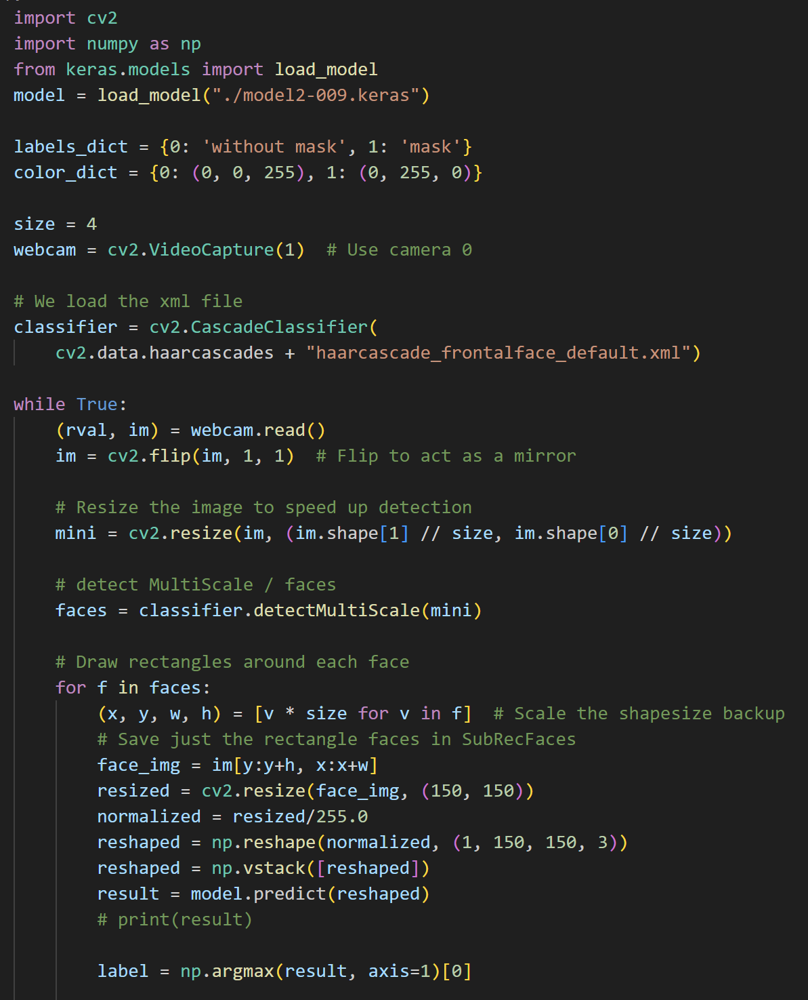 import cv2
import numpy as np
from keras.models import load_model
model = load_model("./model2-009.keras")

labels_dict = {0: 'without mask', 1: 'mask'}
color_dict = {0: (0, 0, 255), 1: (0, 255, 0)}

size = 4
webcam = cv2.VideoCapture(1)  # Use camera 0

# We load the xml file
classifier = cv2.CascadeClassifier(
    cv2.data.haarcascades + "haarcascade_frontalface_default.xml")

while True:
    (rval, im) = webcam.read()
    im = cv2.flip(im, 1, 1)  # Flip to act as a mirror

    # Resize the image to speed up detection
    mini = cv2.resize(im, (im.shape[1] // size, im.shape[0] // size))

    # detect MultiScale / faces
    faces = classifier.detectMultiScale(mini)

    # Draw rectangles around each face
    for f in faces:
        (x, y, w, h) = [v * size for v in f]  # Scale the shapesize backup
        # Save just the rectangle faces in SubRecFaces
        face_img = im[y:y+h, x:x+w]
        resized = cv2.resize(face_img, (150, 150))
        normalized = resized/255.0
        reshaped = np.reshape(normalized, (1, 150, 150, 3))
        reshaped = np.vstack([reshaped])
        result = model.predict(reshaped)
        # print(result)

        label = np.argmax(result, axis=1)[0]